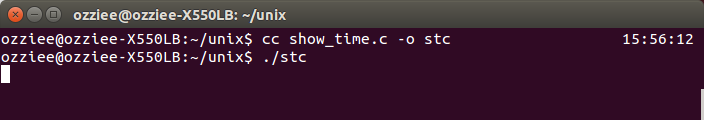 ozziee@ozziee-X550LB: ~/unix
ozziee@ozziee-X550LB:~/unix$ cc show_time.c -o stc 15:56:12
ozziee@ozziee-X550LB:~/unix$ ./stc